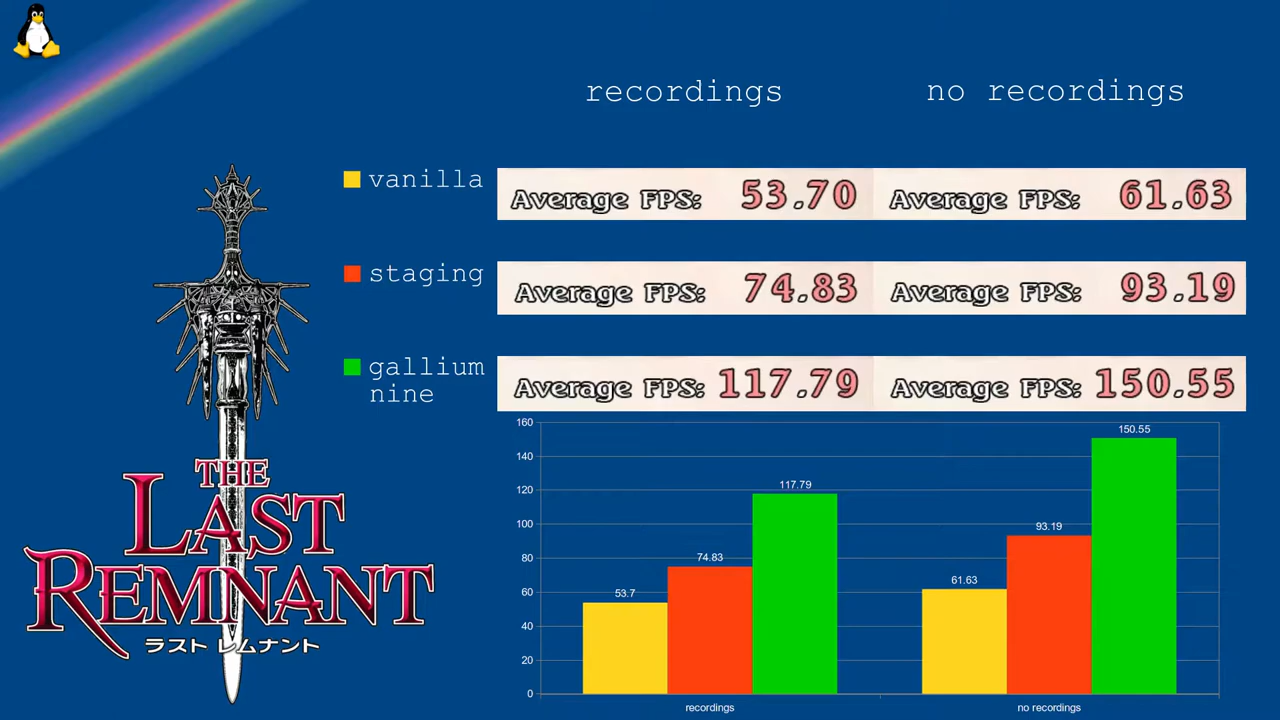 recordings no recordings
vanilla Average FPS: 53.70 Average FPS: 61.63
staging Average FPS: 74.83 Average FPS: 93.19
gallium Average FPS: 117.79 Average FPS: 150.55
nine
THE
LAST
REMNANT
ラスト レムナント
160
140
120
100
80
60
40
20
0
53.7
74.83
117.79
61.63
93.19
150.55
recordings no recordings